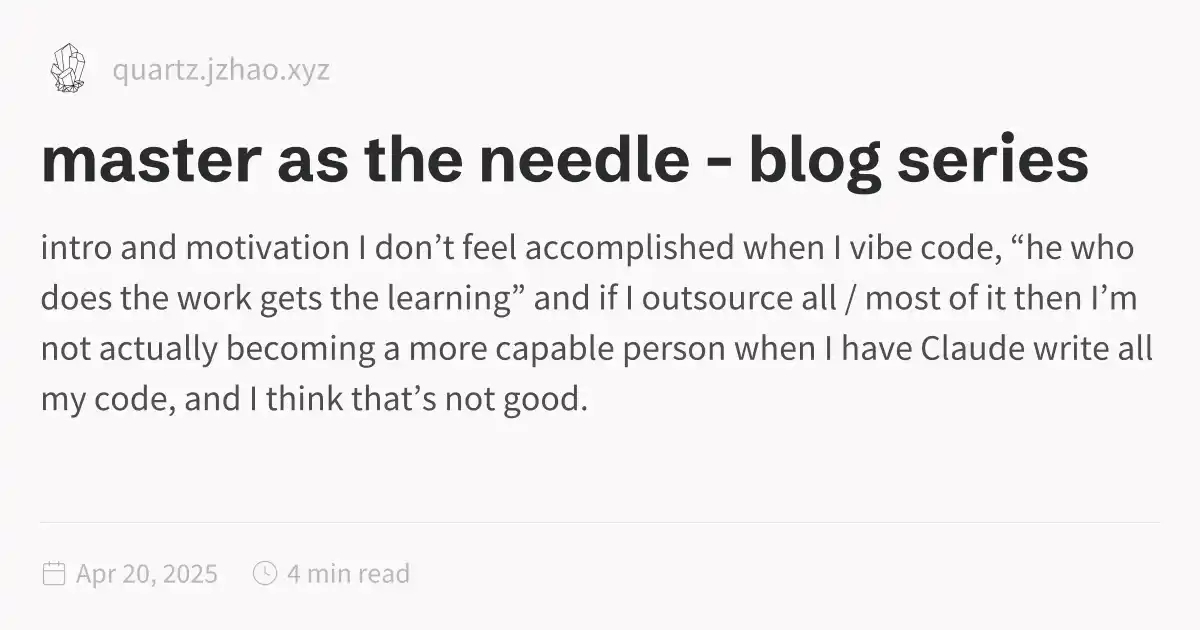 quartz.jzhao.xyz
master as the needle - blog series
intro and motivation I don’t feel accomplished when I vibe code, “he who
does the work gets the learning” and if I outsource all / most of it then I’m
not actually becoming a more capable person when I have Claude write all
my code, and I think that’s not good.
Apr 20, 2025
4 min read